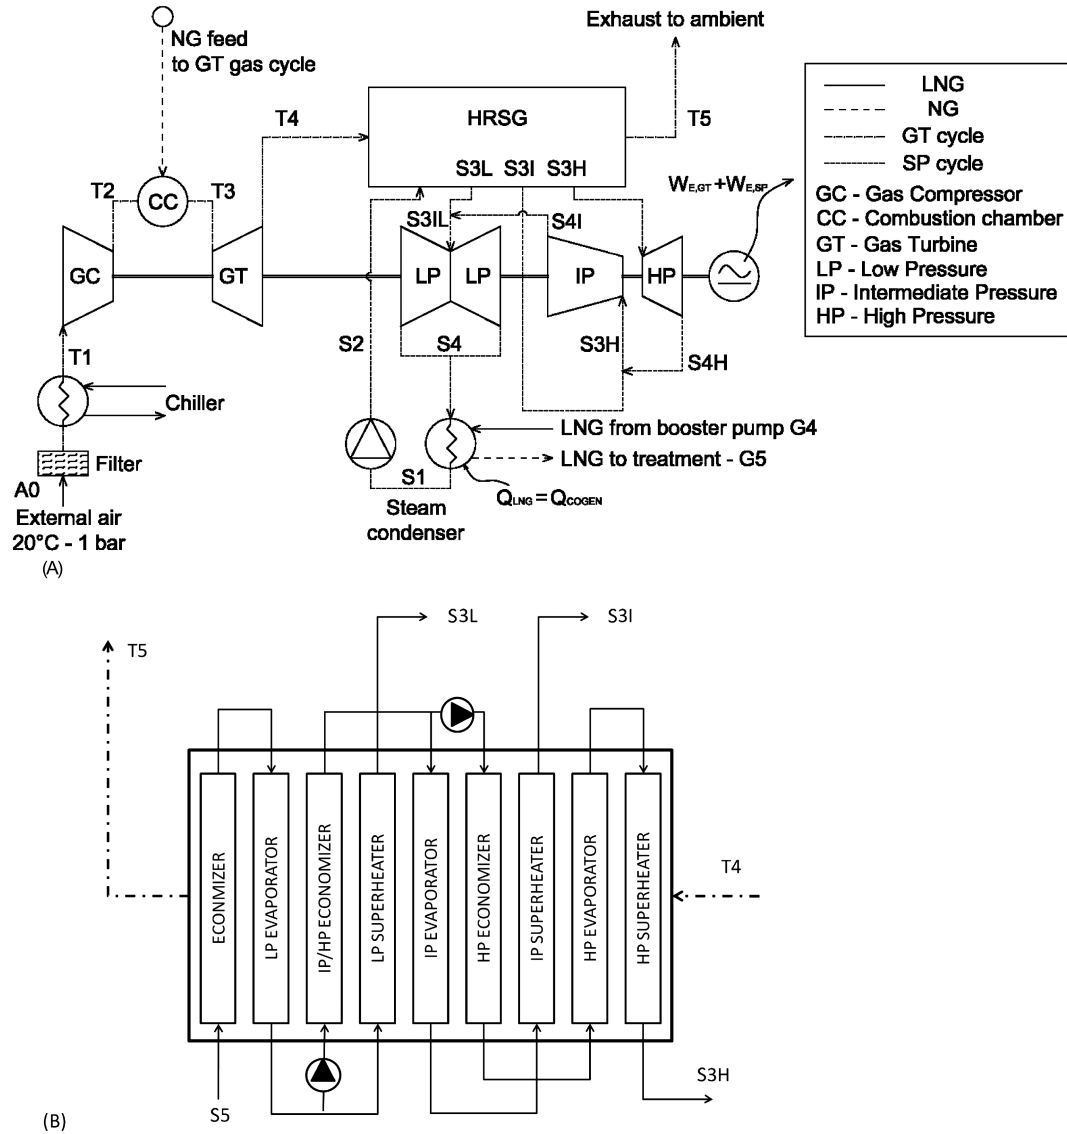 NG feed
to GT gas cycle
Exhaust to ambient
T4
HRSG
T5
S3L
S3I
S3H
T2
CC
T3
S3IL
S4I
WE,GT + WE,SP
GC
GT
LP
LP
IP
HP
S2
S4
S3H
S4H
T1
Chiller
Filter
A0
External air
20°C - 1 bar
LNG from booster pump G4
LNG to treatment - G5
S1
Steam
condenser
QLNG = QCOGEN
LNG
NG
GT cycle
SP cycle
GC - Gas Compressor
CC - Combustion chamber
GT - Gas Turbine
LP - Low Pressure
IP - Intermediate Pressure
HP - High Pressure
(A)
S3L
S3I
T5
ECONMIZER
LP EVAPORATOR
IP/HP ECONOMIZER
LP SUPERHEATER
IP EVAPORATOR
HP ECONOMIZER
IP SUPERHEATER
HP EVAPORATOR
HP SUPERHEATER
T4
S5
S3H
(B)